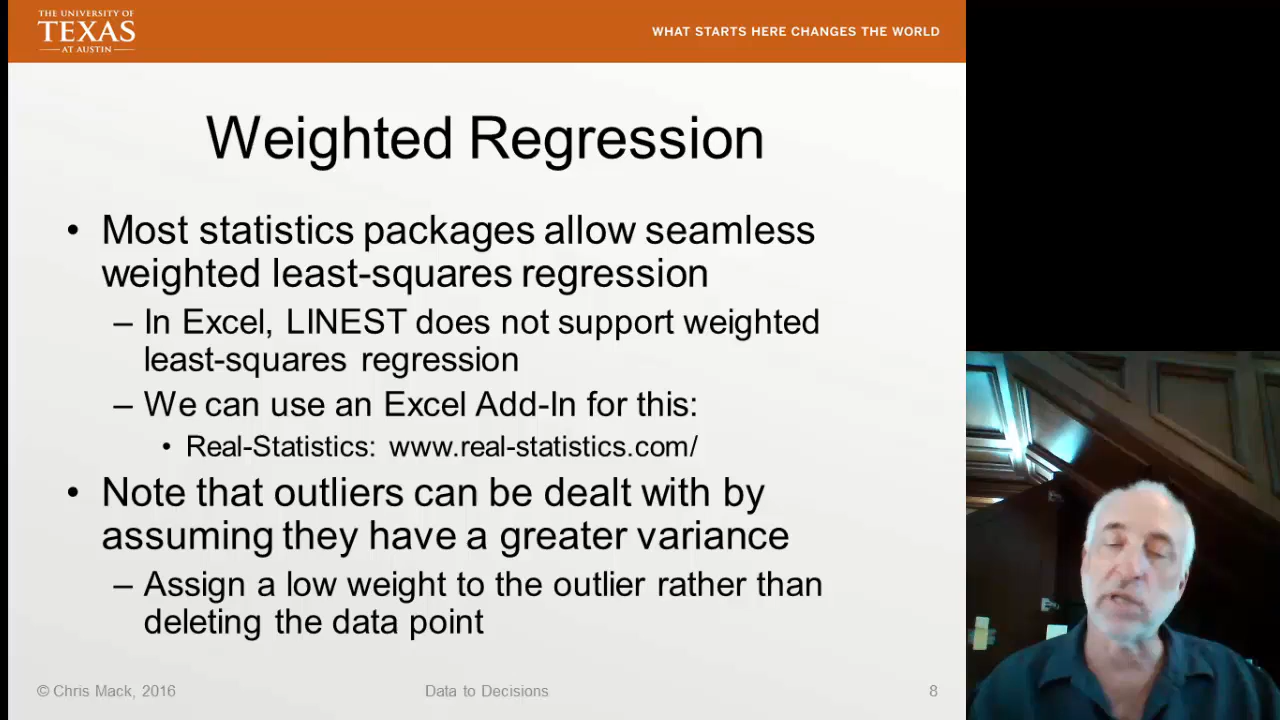 THE UNIVERSITY OF
TEXAS
AT AUSTIN
WHAT STARTS HERE CHANGES THE WORLD
Weighted Regression
• Most statistics packages allow seamless
weighted least-squares regression
– In Excel, LINEST does not support weighted
least-squares regression
– We can use an Excel Add-In for this:
• Real-Statistics: www.real-statistics.com/
• Note that outliers can be dealt with by
assuming they have a greater variance
– Assign a low weight to the outlier rather than
deleting the data point
© Chris Mack, 2016
Data to Decisions
8